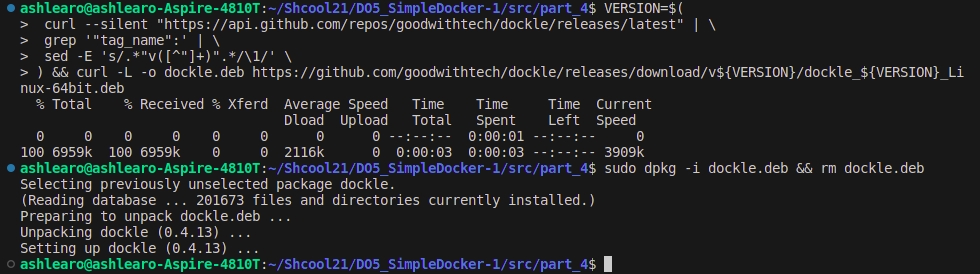 ashlearo@ashlearo-Aspire-4810T:~/Shcool21/DO5_SimpleDocker-1/src/part_4$ VERSION=$(
>  curl --silent "https://api.github.com/repos/goodwithtech/dockle/releases/latest" | \
>  grep '"tag_name":' | \
>  sed -E 's/.*"v([^"]+)".*/\1/' \
> ) && curl -L -o dockle.deb https://github.com/goodwithtech/dockle/releases/download/v${VERSION}/dockle_${VERSION}_Li
nux-64bit.deb
  % Total    % Received % Xferd  Average Speed   Time    Time     Time  Current
                                 Dload  Upload   Total   Spent    Left  Speed
  0     0    0     0    0     0      0      0 --:--:--  0:00:01 --:--:--     0
100 6959k  100 6959k    0     0  2116k      0  0:00:03  0:00:03 --:--:-- 3909k
ashlearo@ashlearo-Aspire-4810T:~/Shcool21/DO5_SimpleDocker-1/src/part_4$ sudo dpkg -i dockle.deb && rm dockle.deb
Selecting previously unselected package dockle.
(Reading database ... 201673 files and directories currently installed.)
Preparing to unpack dockle.deb ...
Unpacking dockle (0.4.13) ...
Setting up dockle (0.4.13) ...
ashlearo@ashlearo-Aspire-4810T:~/Shcool21/DO5_SimpleDocker-1/src/part_4$